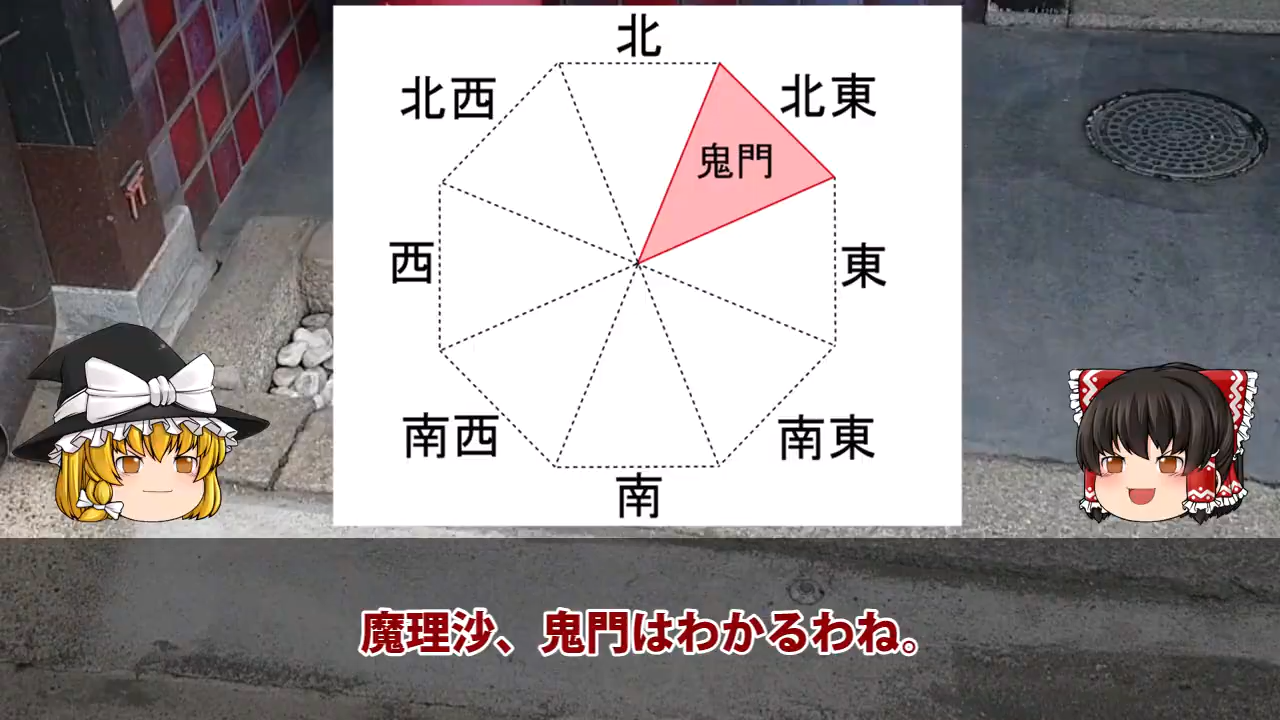 北
北西
北東
鬼門
西
東
南西
南東
南
魔理沙、鬼門はわかるわね。